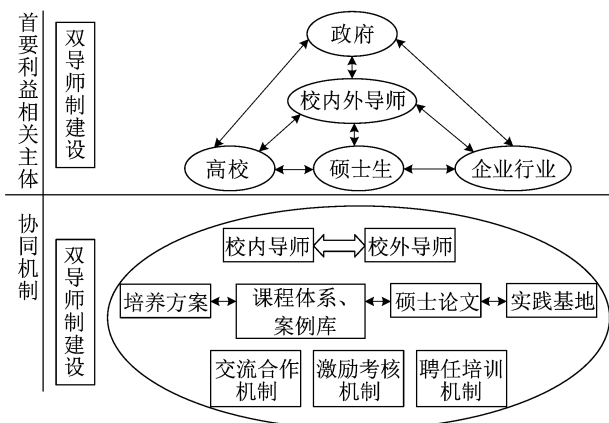 首要利益相关主体
双导师制建设
政府
校内外导师
高校
硕士生
企业行业
协同机制
双导师制建设
校内导师
校外导师
培养方案
课程体系、
案例库
硕士论文
实践基地
交流合作
机制
激励考核
机制
聘任培训
机制